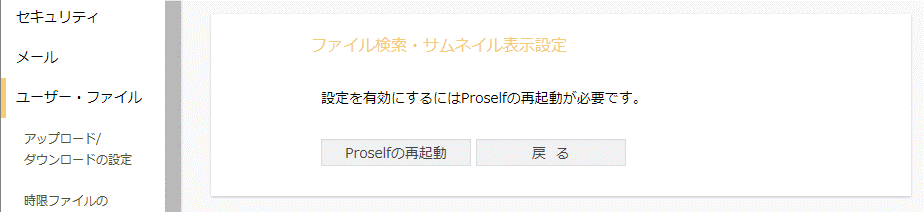 セキュリティ
メール
ユーザー・ファイル
アップロード/
ダウンロードの設定
時限ファイルの
ファイル検索・サムネイル表示設定
設定を有効にするにはProselfの再起動が必要です。
Proselfの再起動
戻 る